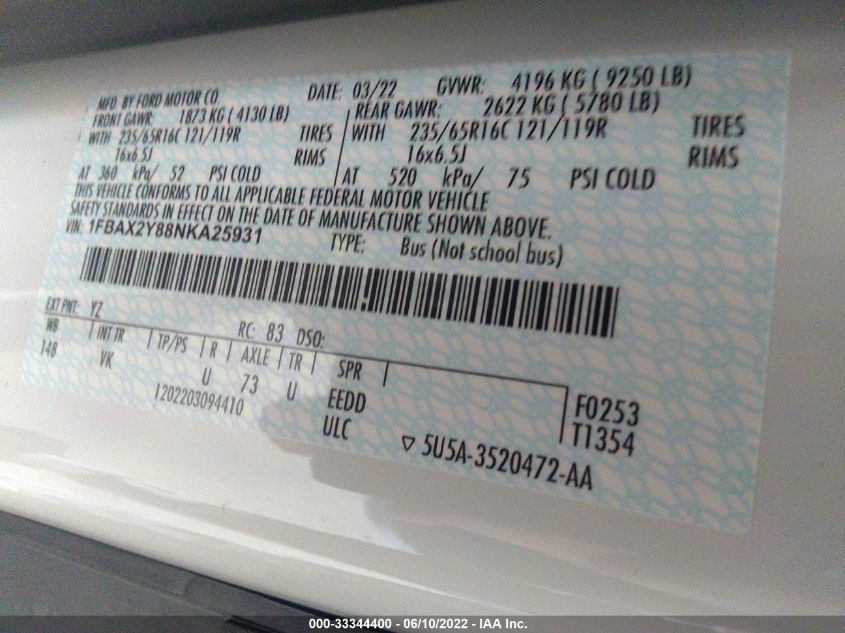 MFD. BY FORD MOTOR CO. DATE: 03/22 GVWR: 4196 KG ( 9250 LB)
FRONT GAWR: 1873 KG ( 4130 LB) REAR GAWR: 2622 KG ( 5780 LB)
WITH 235/65R16C 121/119R TIRES WITH 235/65R16C 121/119R TIRES
16x6.5J RIMS 16x6.5J RIMS
AT 360 kPa/ 52 PSI COLD AT 520 kPa/ 75 PSI COLD
THIS VEHICLE CONFORMS TO ALL APPLICABLE FEDERAL MOTOR VEHICLE
SAFETY STANDARDS IN EFFECT ON THE DATE OF MANUFACTURE SHOWN ABOVE.
VIN: 1FBAX2Y88NKA25931 TYPE: Bus (Not school bus)
EXT PNT: YZ RC: 83 DSO:
WB INT TR TP/PS R AXLE TR SPR
148 VK U 73 U EEDD F0253
1202203094410 ULC T1354
▽ 5U5A-3520472-AA
000-33344400 - 06/10/2022 - IAA Inc.